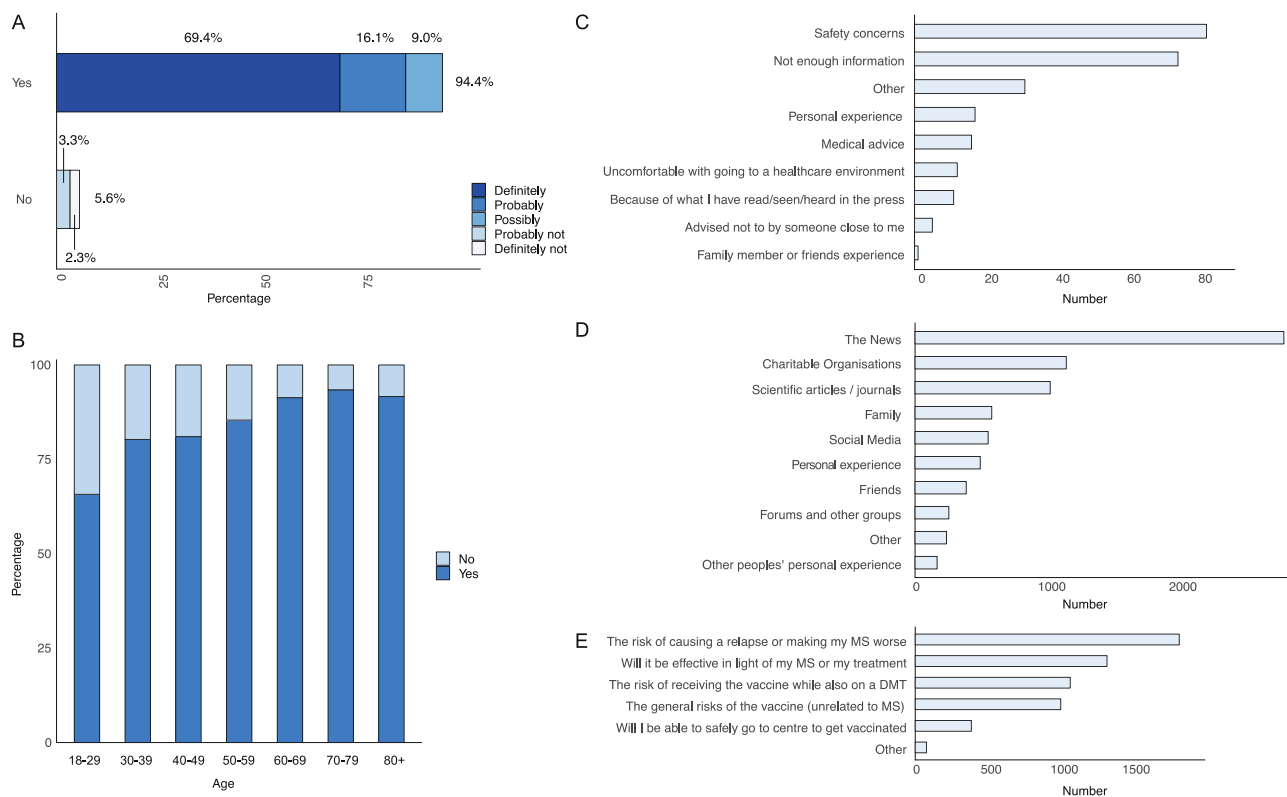 A
69.4%
16.1%
9.0%
Yes
94.4%
3.3%
No
5.6%
2.3%
Definitely
Probably
Possibly
Probably not
Definitely not
0
25
50
75
Percentage
B
100
75
50
25
0
Percentage
No
Yes
18-29
30-39
40-49
50-59
60-69
70-79
80+
Age
C
Safety concerns
Not enough information
Other
Personal experience
Medical advice
Uncomfortable with going to a healthcare environment
Because of what I have read/seen/heard in the press
Advised not to by someone close to me
Family member or friends experience
0
20
40
60
80
Number
D
The News
Charitable Organisations
Scientific articles / journals
Family
Social Media
Personal experience
Friends
Forums and other groups
Other
Other peoples' personal experience
0
1000
2000
Number
E
The risk of causing a relapse or making my MS worse
Will it be effective in light of my MS or my treatment
The risk of receiving the vaccine while also on a DMT
The general risks of the vaccine (unrelated to MS)
Will I be able to safely go to centre to get vaccinated
Other
0
500
1000
1500
Number